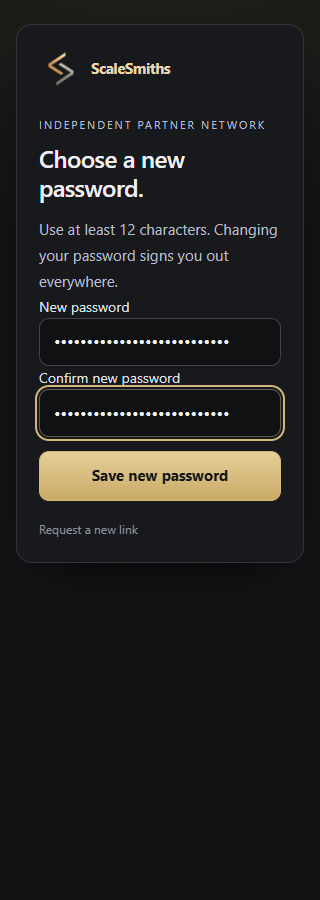 ScaleSmiths
INDEPENDENT PARTNER NETWORK
Choose a new
password.
Use at least 12 characters. Changing
your password signs you out
everywhere.
New password
•••••••••••••••••••••••••••
Confirm new password
•••••••••••••••••••••••••••
Save new password
Request a new link